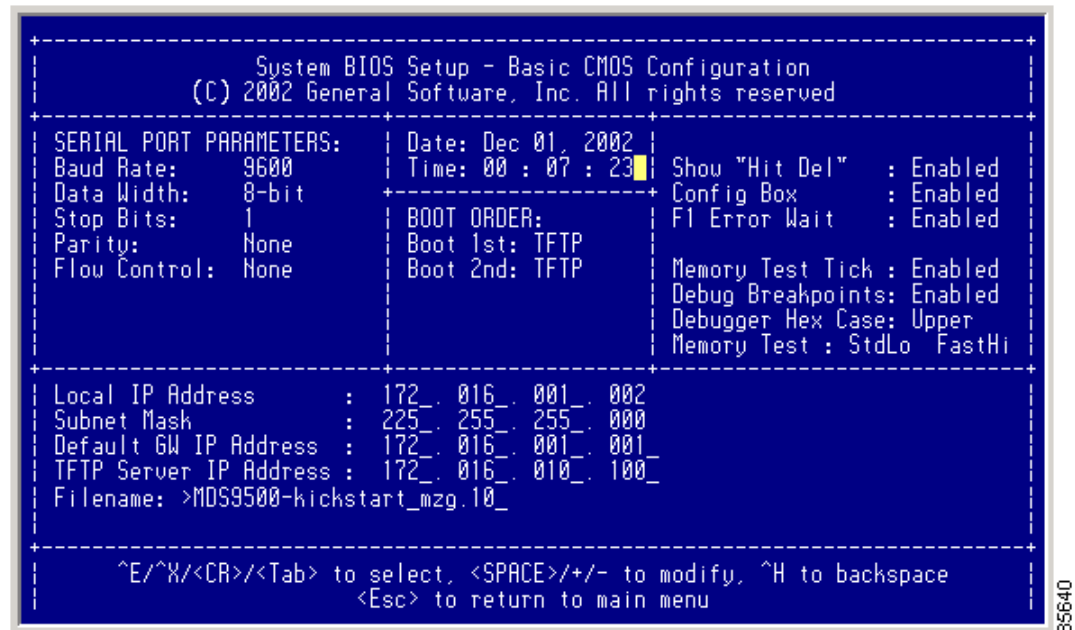 System BIOS Setup - Basic CMOS Configuration
(C) 2002 General Software, Inc. All rights reserved
SERIAL PORT PARAMETERS:
Baud Rate: 9600
Data Width: 8-bit
Stop Bits: 1
Parity: None
Flow Control: None
Date: Dec 01, 2002
Time: 00 : 07 : 23
BOOT ORDER:
Boot 1st: TFTP
Boot 2nd: TFTP
Show "Hit Del" : Enabled
Config Box : Enabled
F1 Error Wait : Enabled
Memory Test Tick : Enabled
Debug Breakpoints: Enabled
Debugger Hex Case: Upper
Memory Test : StdLo FastHi
Local IP Address : 172_. 016_. 001_. 002
Subnet Mask : 225_. 255_. 255_. 000
Default GW IP Address : 172_. 016_. 001_. 001_
TFTP Server IP Address : 172_. 016_. 010_. 100_
Filename: >MDS9500-kickstart_mzg.10_
^E/^X/<CR>/<Tab> to select, <SPACE>/+/- to modify, ^H to backspace
<Esc> to return to main menu
85640